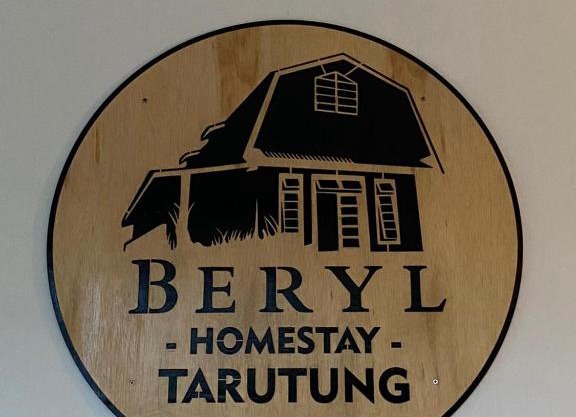 BERYL
- HOMESTAY -
TARUTUNG